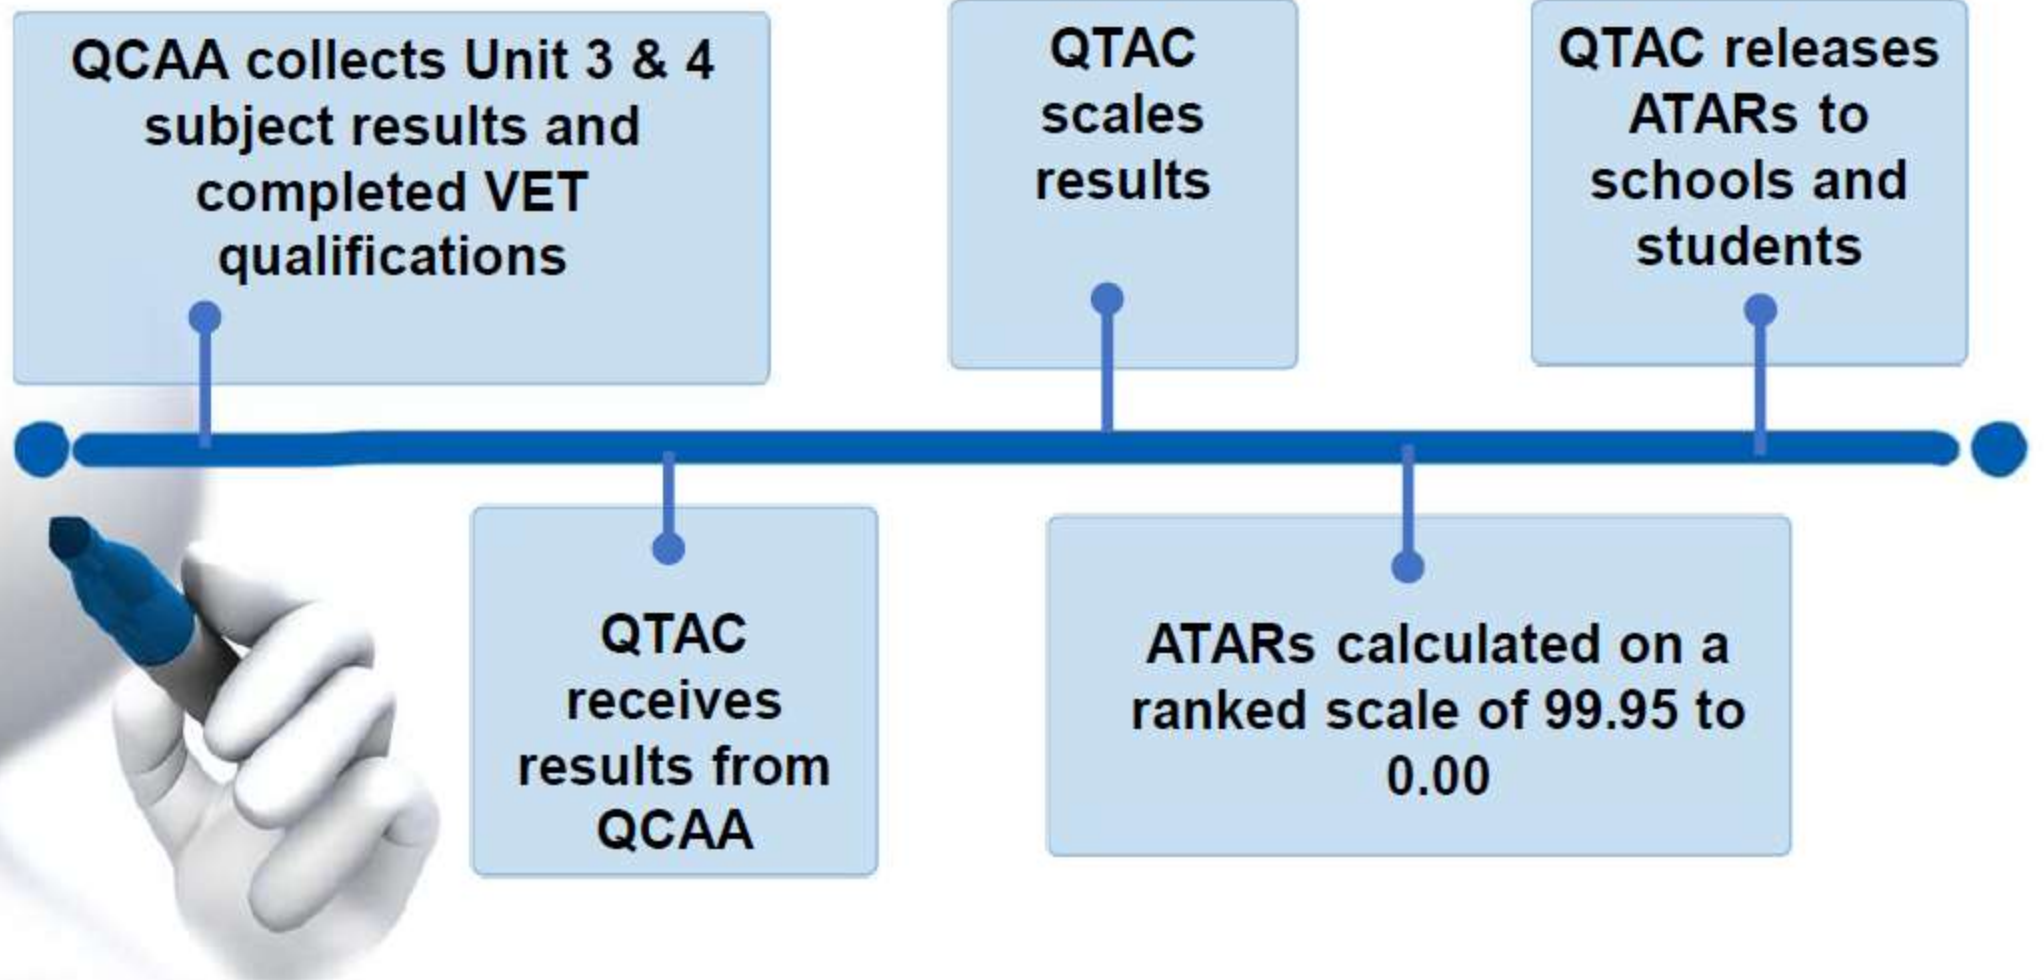 QCAA collects Unit 3 & 4
subject results and
completed VET
qualifications
QTAC
receives
results from
QCAA
QTAC
scales
results
ATARs calculated on a
ranked scale of 99.95 to
0.00
QTAC releases
ATARs to
schools and
students